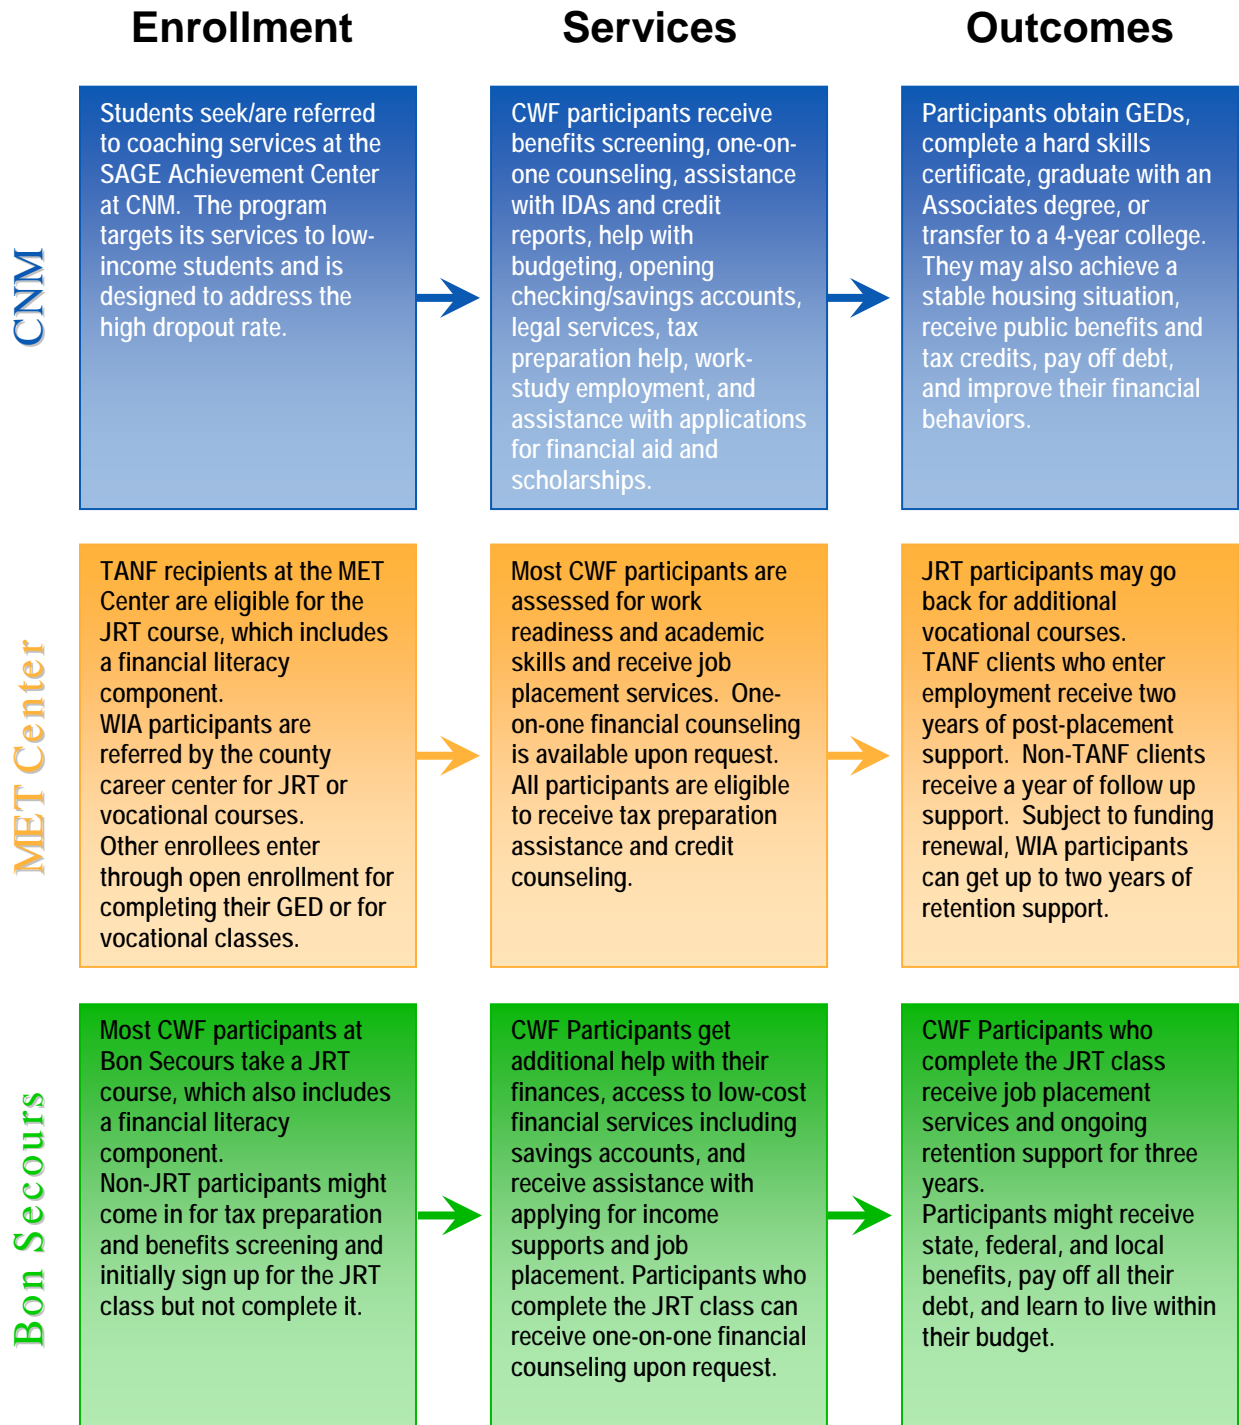 Enrollment
Services
Outcomes
CNM
Students seek/are referred
to coaching services at the
SAGE Achievement Center
at CNM.  The program
targets its services to low-
income students and is
designed to address the
high dropout rate.
CWF participants receive
benefits screening, one-on-
one counseling, assistance
with IDAs and credit
reports, help with
budgeting, opening
checking/savings accounts,
legal services, tax
preparation help, work-
study employment, and
assistance with applications
for financial aid and
scholarships.
Participants obtain GEDs,
complete a hard skills
certificate, graduate with an
Associates degree, or
transfer to a 4-year college.
They may also achieve a
stable housing situation,
receive public benefits and
tax credits, pay off debt,
and improve their financial
behaviors.
MET Center
TANF recipients at the MET
Center are eligible for the
JRT course, which includes
a financial literacy
component.
WIA participants are
referred by the county
career center for JRT or
vocational courses.
Other enrollees enter
through open enrollment for
completing their GED or for
vocational classes.
Most CWF participants are
assessed for work
readiness and academic
skills and receive job
placement services.  One-
on-one financial counseling
is available upon request.
All participants are eligible
to receive tax preparation
assistance and credit
counseling.
JRT participants may go
back for additional
vocational courses.
TANF clients who enter
employment receive two
years of post-placement
support.  Non-TANF clients
receive a year of follow up
support.  Subject to funding
renewal, WIA participants
can get up to two years of
retention support.
Bon Secours
Most CWF participants at
Bon Secours take a JRT
course, which also includes
a financial literacy
component.
Non-JRT participants might
come in for tax preparation
and benefits screening and
initially sign up for the JRT
class but not complete it.
CWF Participants get
additional help with their
finances, access to low-cost
financial services including
savings accounts, and
receive assistance with
applying for income
supports and job
placement. Participants who
complete the JRT class can
receive one-on-one financial
counseling upon request.
CWF Participants who
complete the JRT class
receive job placement
services and ongoing
retention support for three
years.
Participants might receive
state, federal, and local
benefits, pay off all their
debt, and learn to live within
their budget.